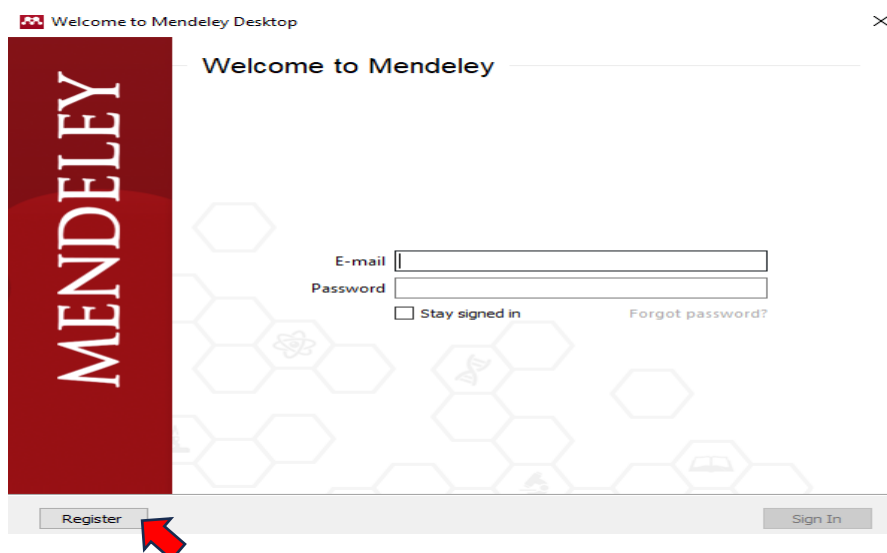 Welcome to Mendeley Desktop
Welcome to Mendeley
MENDELEY
E-mail
Password
Stay signed in Forgot password?
Register Sign In